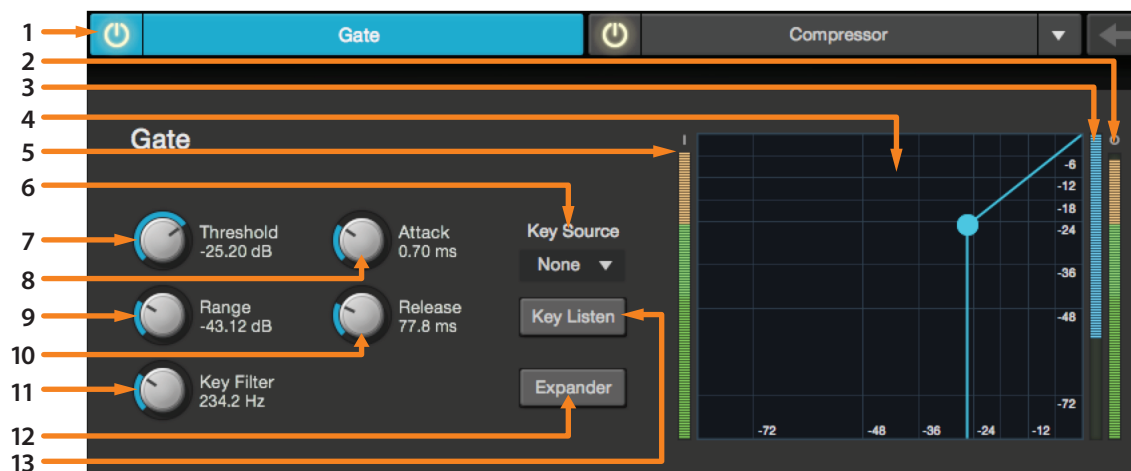 1
Gate
Compressor
2
3
4
Gate
I
O
5
6
7
Threshold
-25.20 dB
Attack
0.70 ms
Key Source
None
8
9
Range
-43.12 dB
Release
77.8 ms
Key Listen
10
11
Key Filter
234.2 Hz
Expander
12
13
-6
-12
-18
-24
-36
-48
-72
-72
-48
-36
-24
-12